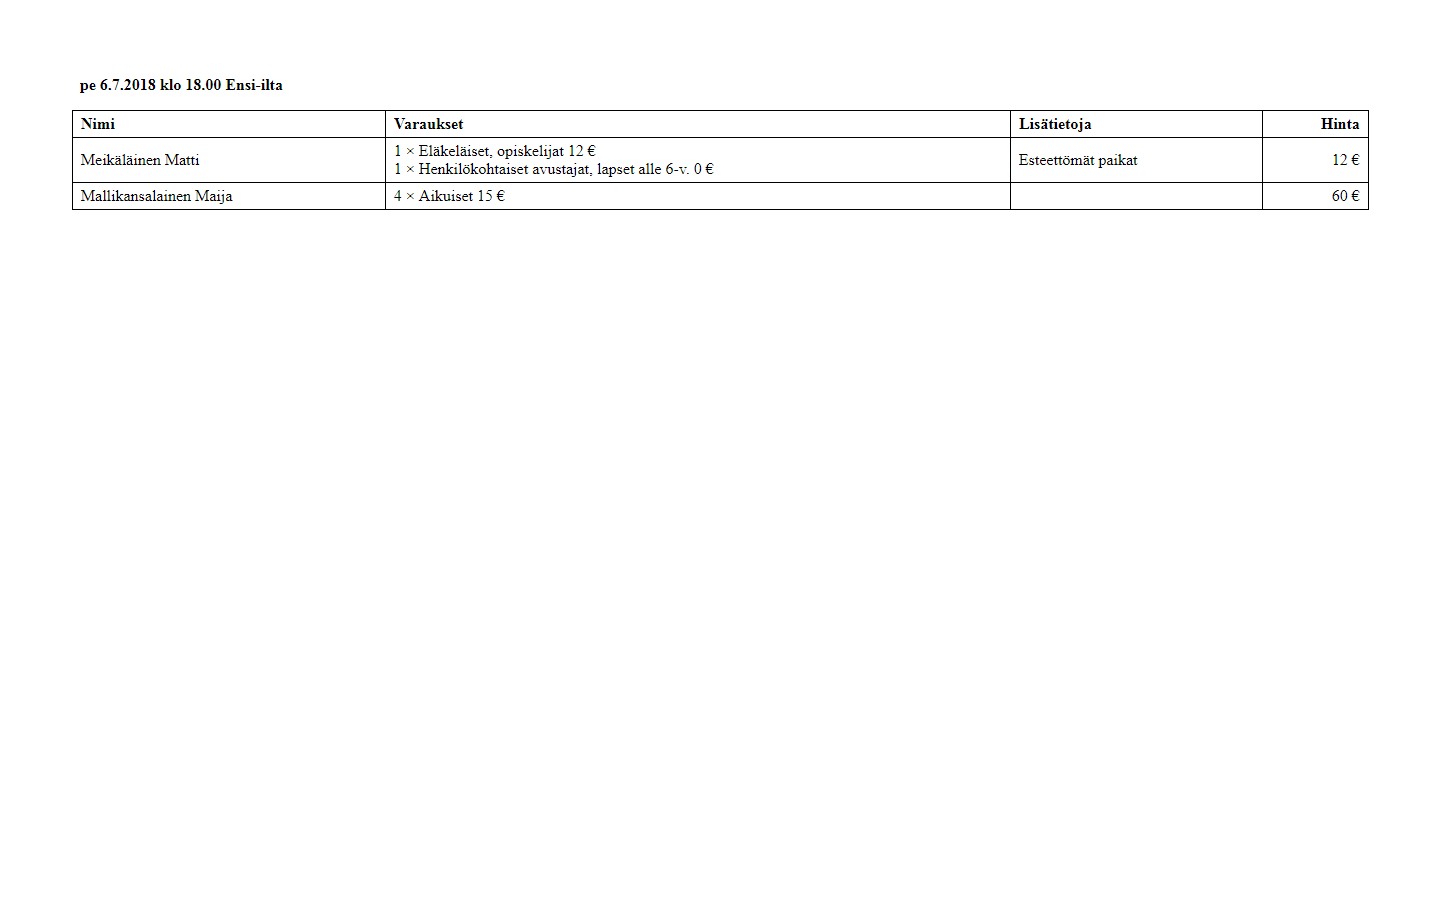 pe 6.7.2018 klo 18.00 Ensi-ilta
Nimi Varaukset Lisätietoja Hinta
Meikäläinen Matti 1 × Eläkeläiset, opiskelijat 12 € Esteettömät paikat 12 €
1 × Henkilökohtaiset avustajat, lapset alle 6-v. 0 €
Mallikansalainen Maija 4 × Aikuiset 15 € 60 €